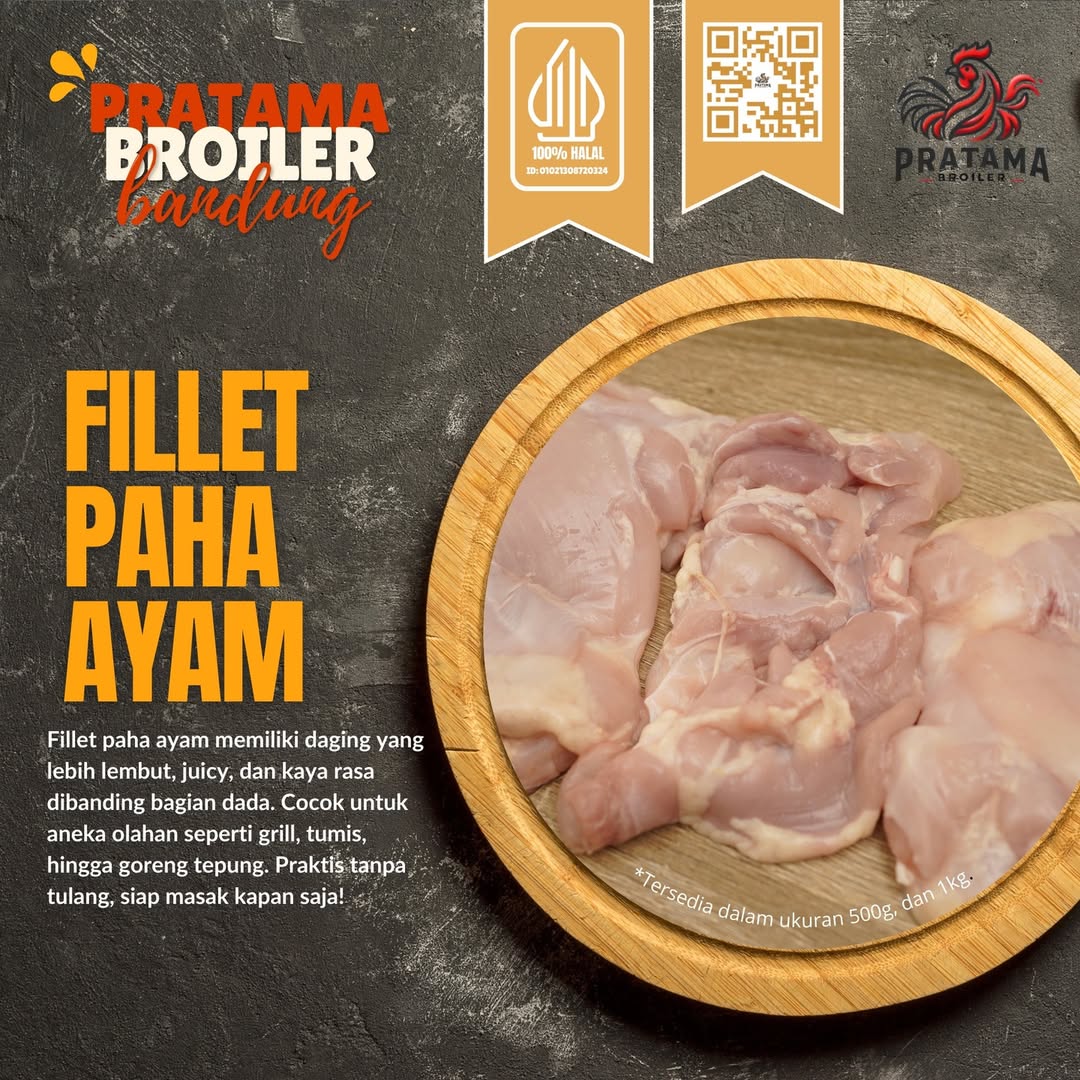 PRATAMA
BROILER
bandung
100% HALAL
ID: 01021308720324
PRATAMA
BROILER
FILLET
PAHA
AYAM
Fillet paha ayam memiliki daging yang
lebih lembut, juicy, dan kaya rasa
dibanding bagian dada. Cocok untuk
aneka olahan seperti grill, tumis,
hingga goreng tepung. Praktis tanpa
tulang, siap masak kapan saja!
*Tersedia dalam ukuran 500g, dan 1kg.